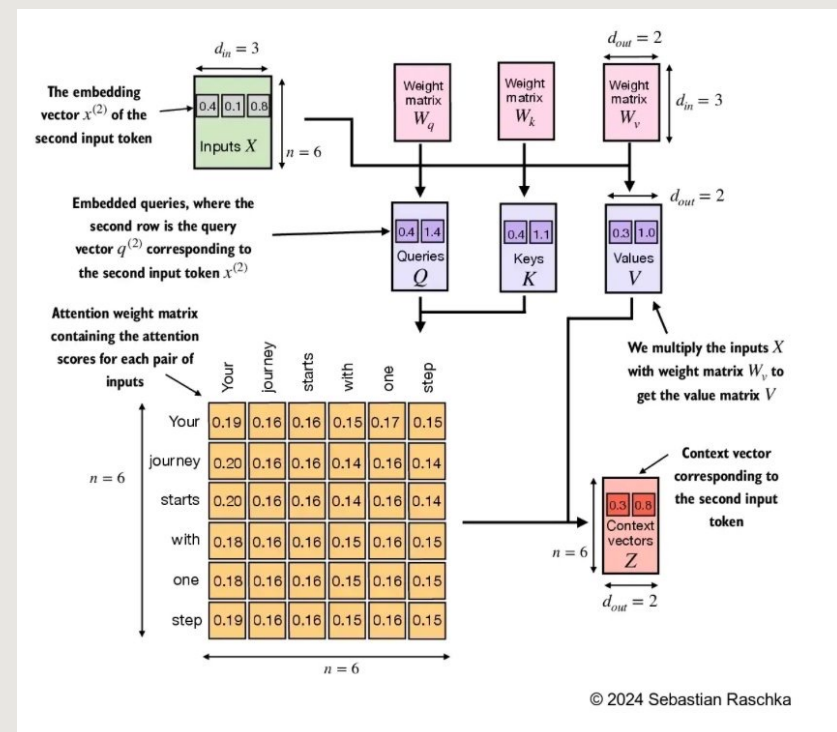 d_in = 3
The embedding
vector x^(2) of the
second input token
0.4 0.1 0.8
Inputs X
n = 6
Weight
matrix
W_q
Weight
matrix
W_k
d_out = 2
Weight
matrix
W_v
d_in = 3
Embedded queries, where the
second row is the query
vector q^(2) corresponding to
the second input token x^(2)
0.4 1.4
Queries
Q
0.4 1.1
Keys
K
d_out = 2
0.3 1.0
Values
V
We multiply the inputs X
with weight matrix W_v to
get the value matrix V
Attention weight matrix
containing the attention
scores for each pair of
inputs
Your journey starts with one step
Your 0.19 0.16 0.16 0.15 0.17 0.15
journey 0.20 0.16 0.16 0.14 0.16 0.14
starts 0.20 0.16 0.16 0.14 0.16 0.14
with 0.18 0.16 0.16 0.15 0.16 0.15
one 0.18 0.16 0.16 0.15 0.16 0.15
step 0.19 0.16 0.16 0.15 0.16 0.15
n = 6
n = 6
Context vector
corresponding to
the second input
token
0.3 0.8
Context
vectors
Z
n = 6
d_out = 2
© 2024 Sebastian Raschka